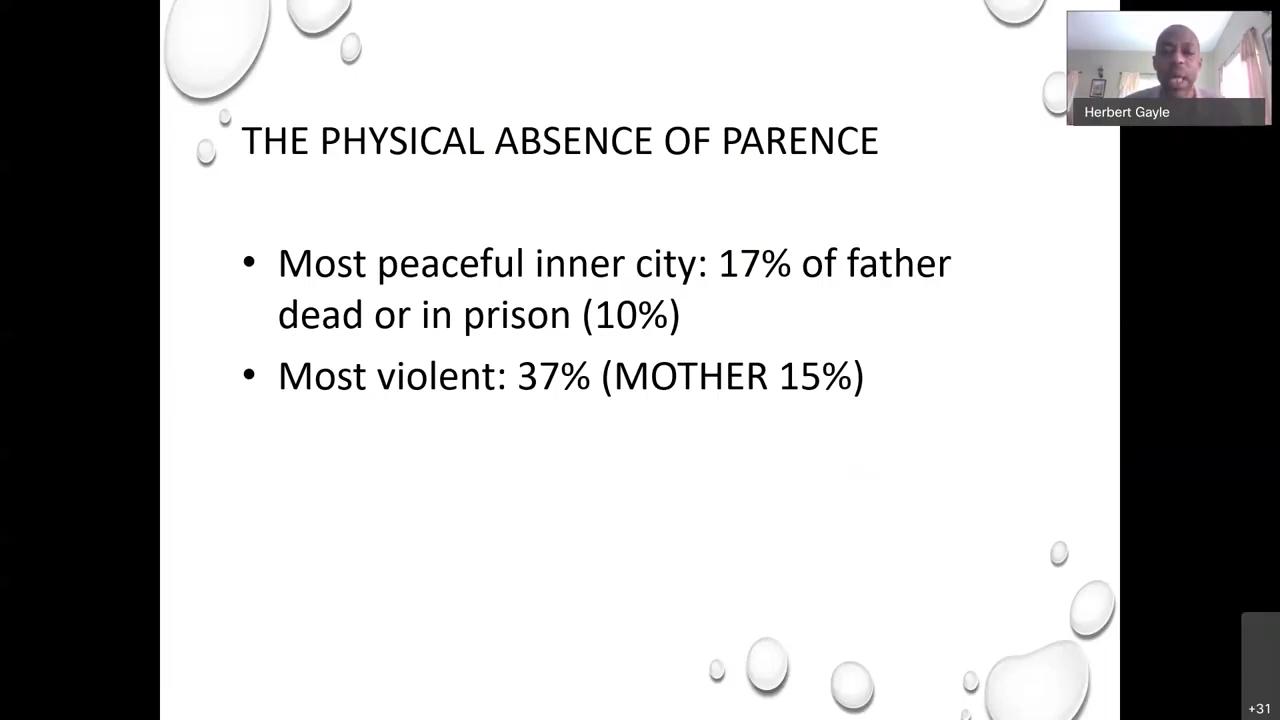 Herbert Gayle
THE PHYSICAL ABSENCE OF PARENCE
• Most peaceful inner city: 17% of father
dead or in prison (10%)
• Most violent: 37% (MOTHER 15%)
+31